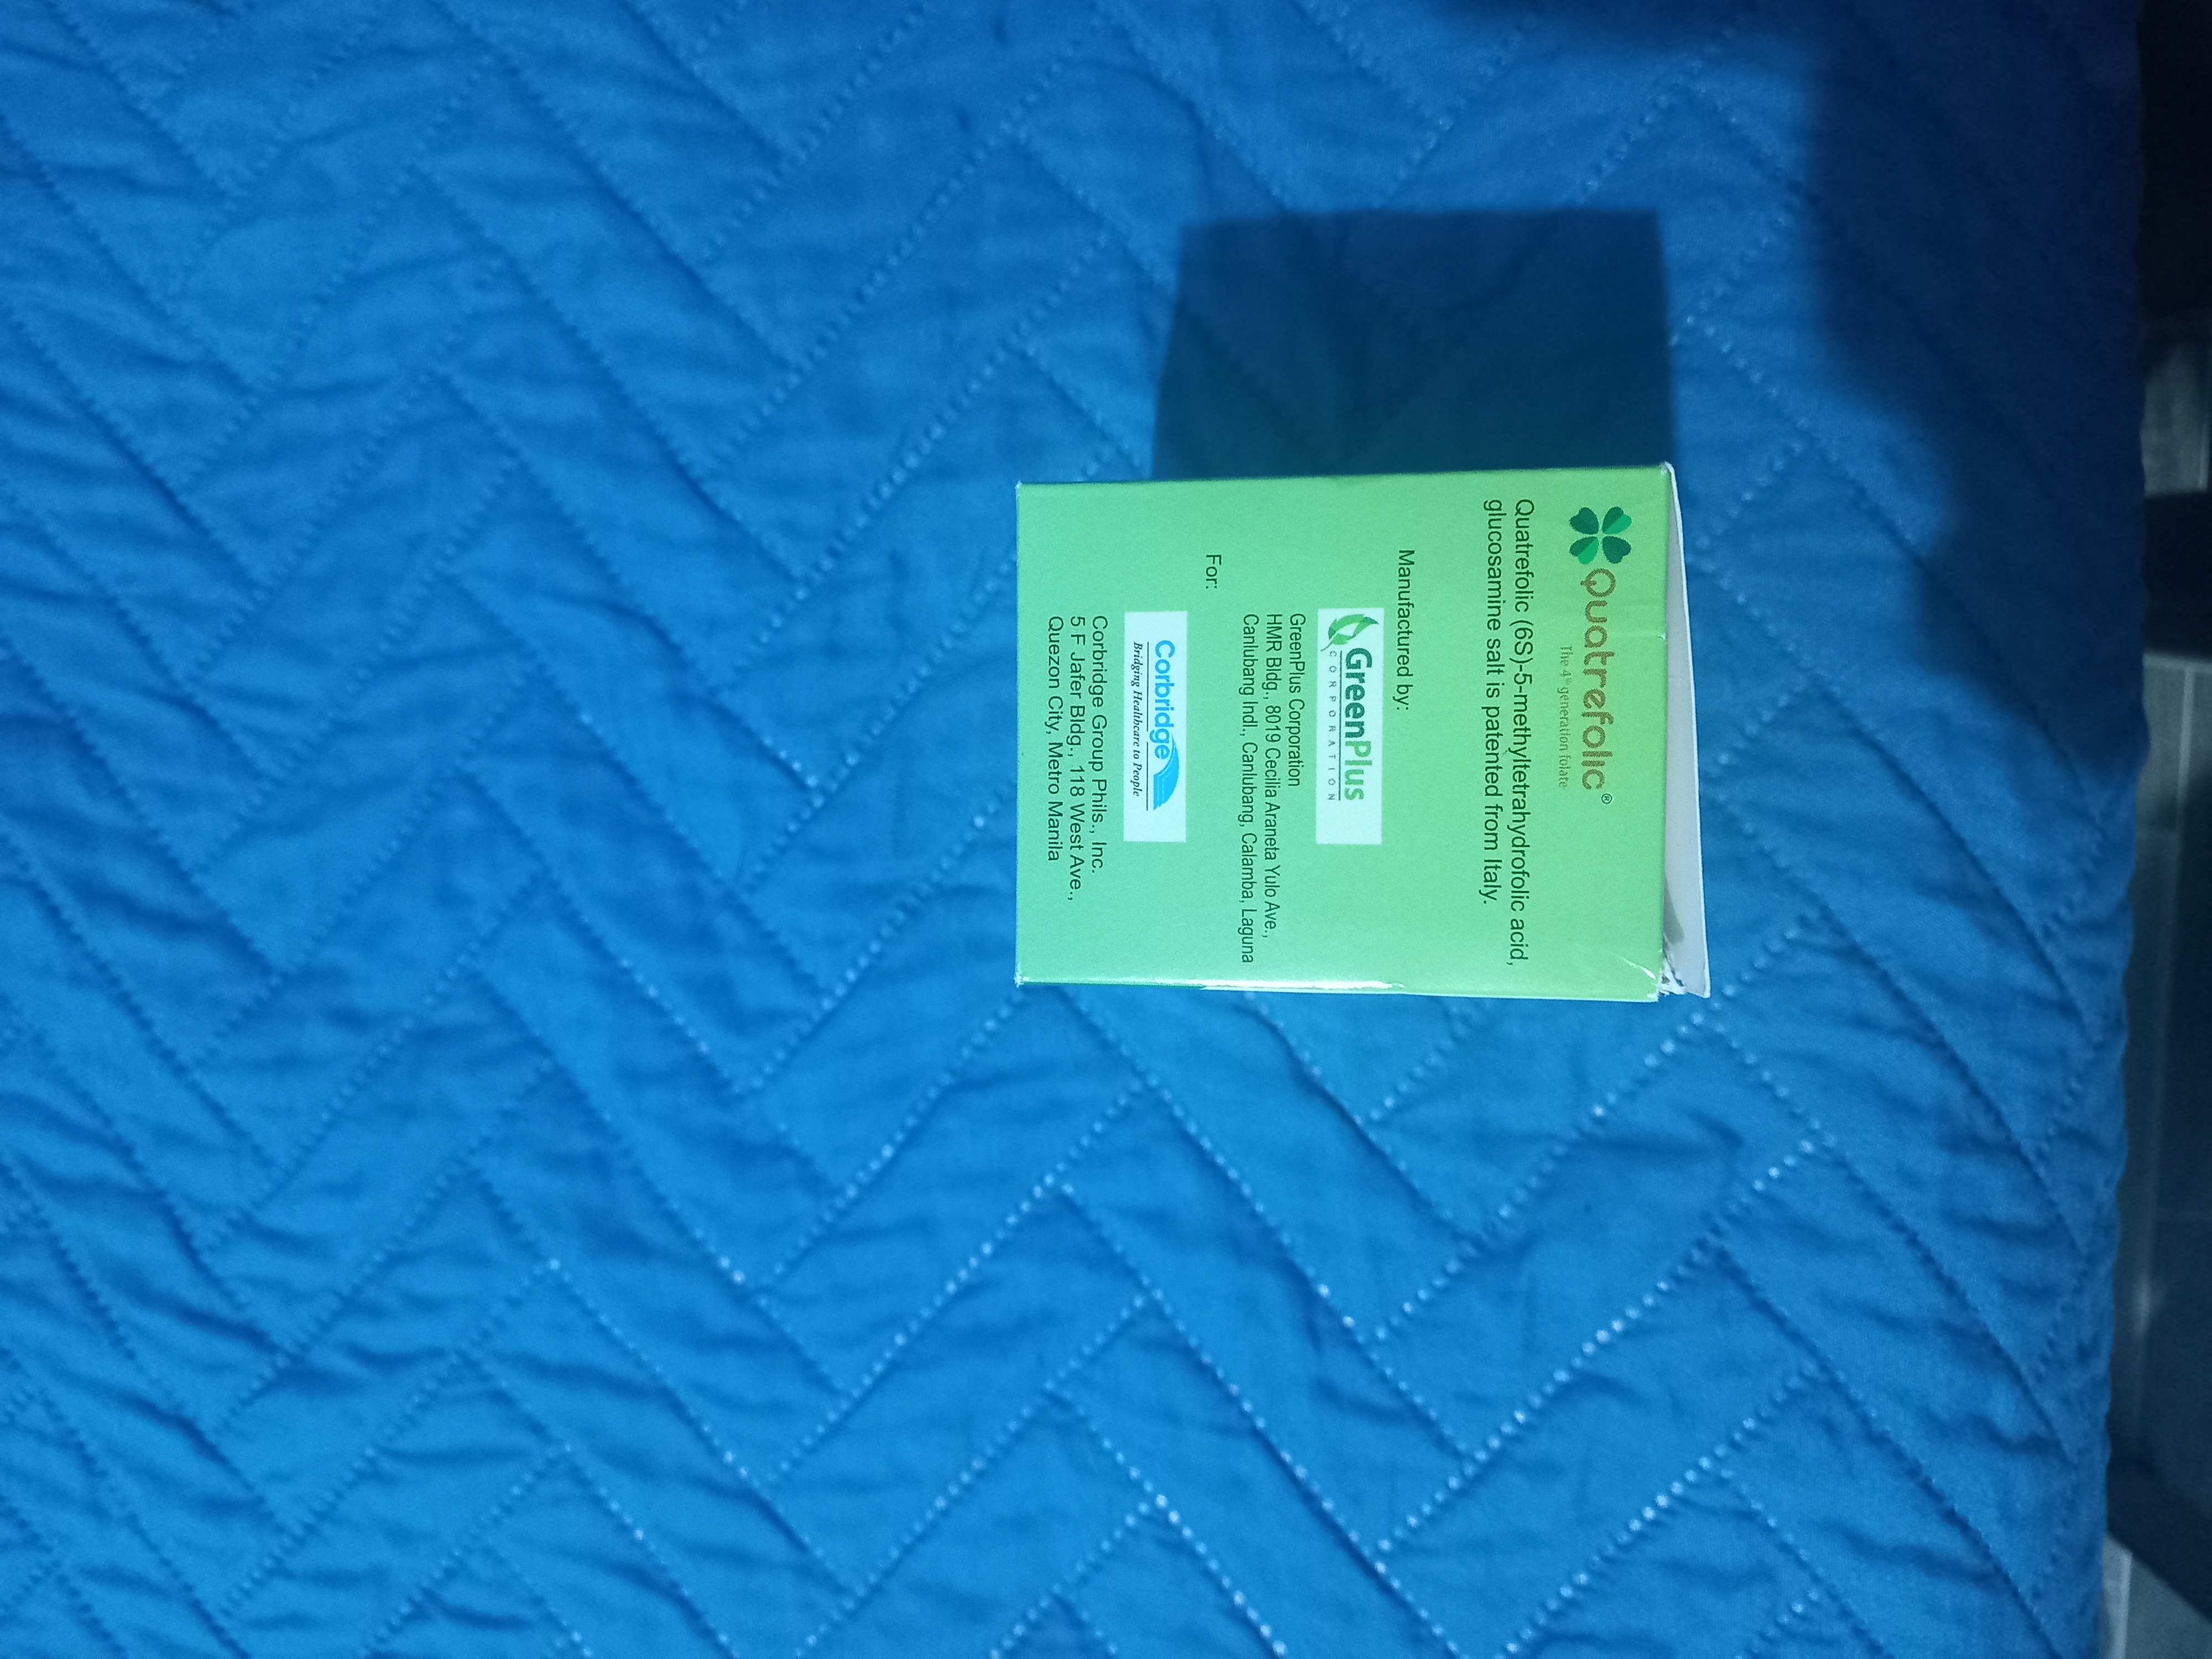 Quatrefolic®
The 4th generation folate
Quatrefolic (6S)-5-methyltetrahydrofolic acid,
glucosamine salt is patented from Italy.
Manufactured by:
GreenPlus
CORPORATION
GreenPlus Corporation
HMR Bldg., 8019 Cecilia Araneta Yulo Ave.,
Canlubang Indl., Canlubang, Calamba, Laguna
For:
Corbridge
Bridging Healthcare to People
Corbridge Group Phils., Inc.
5 F Jafer Bldg., 118 West Ave.,
Quezon City, Metro Manila